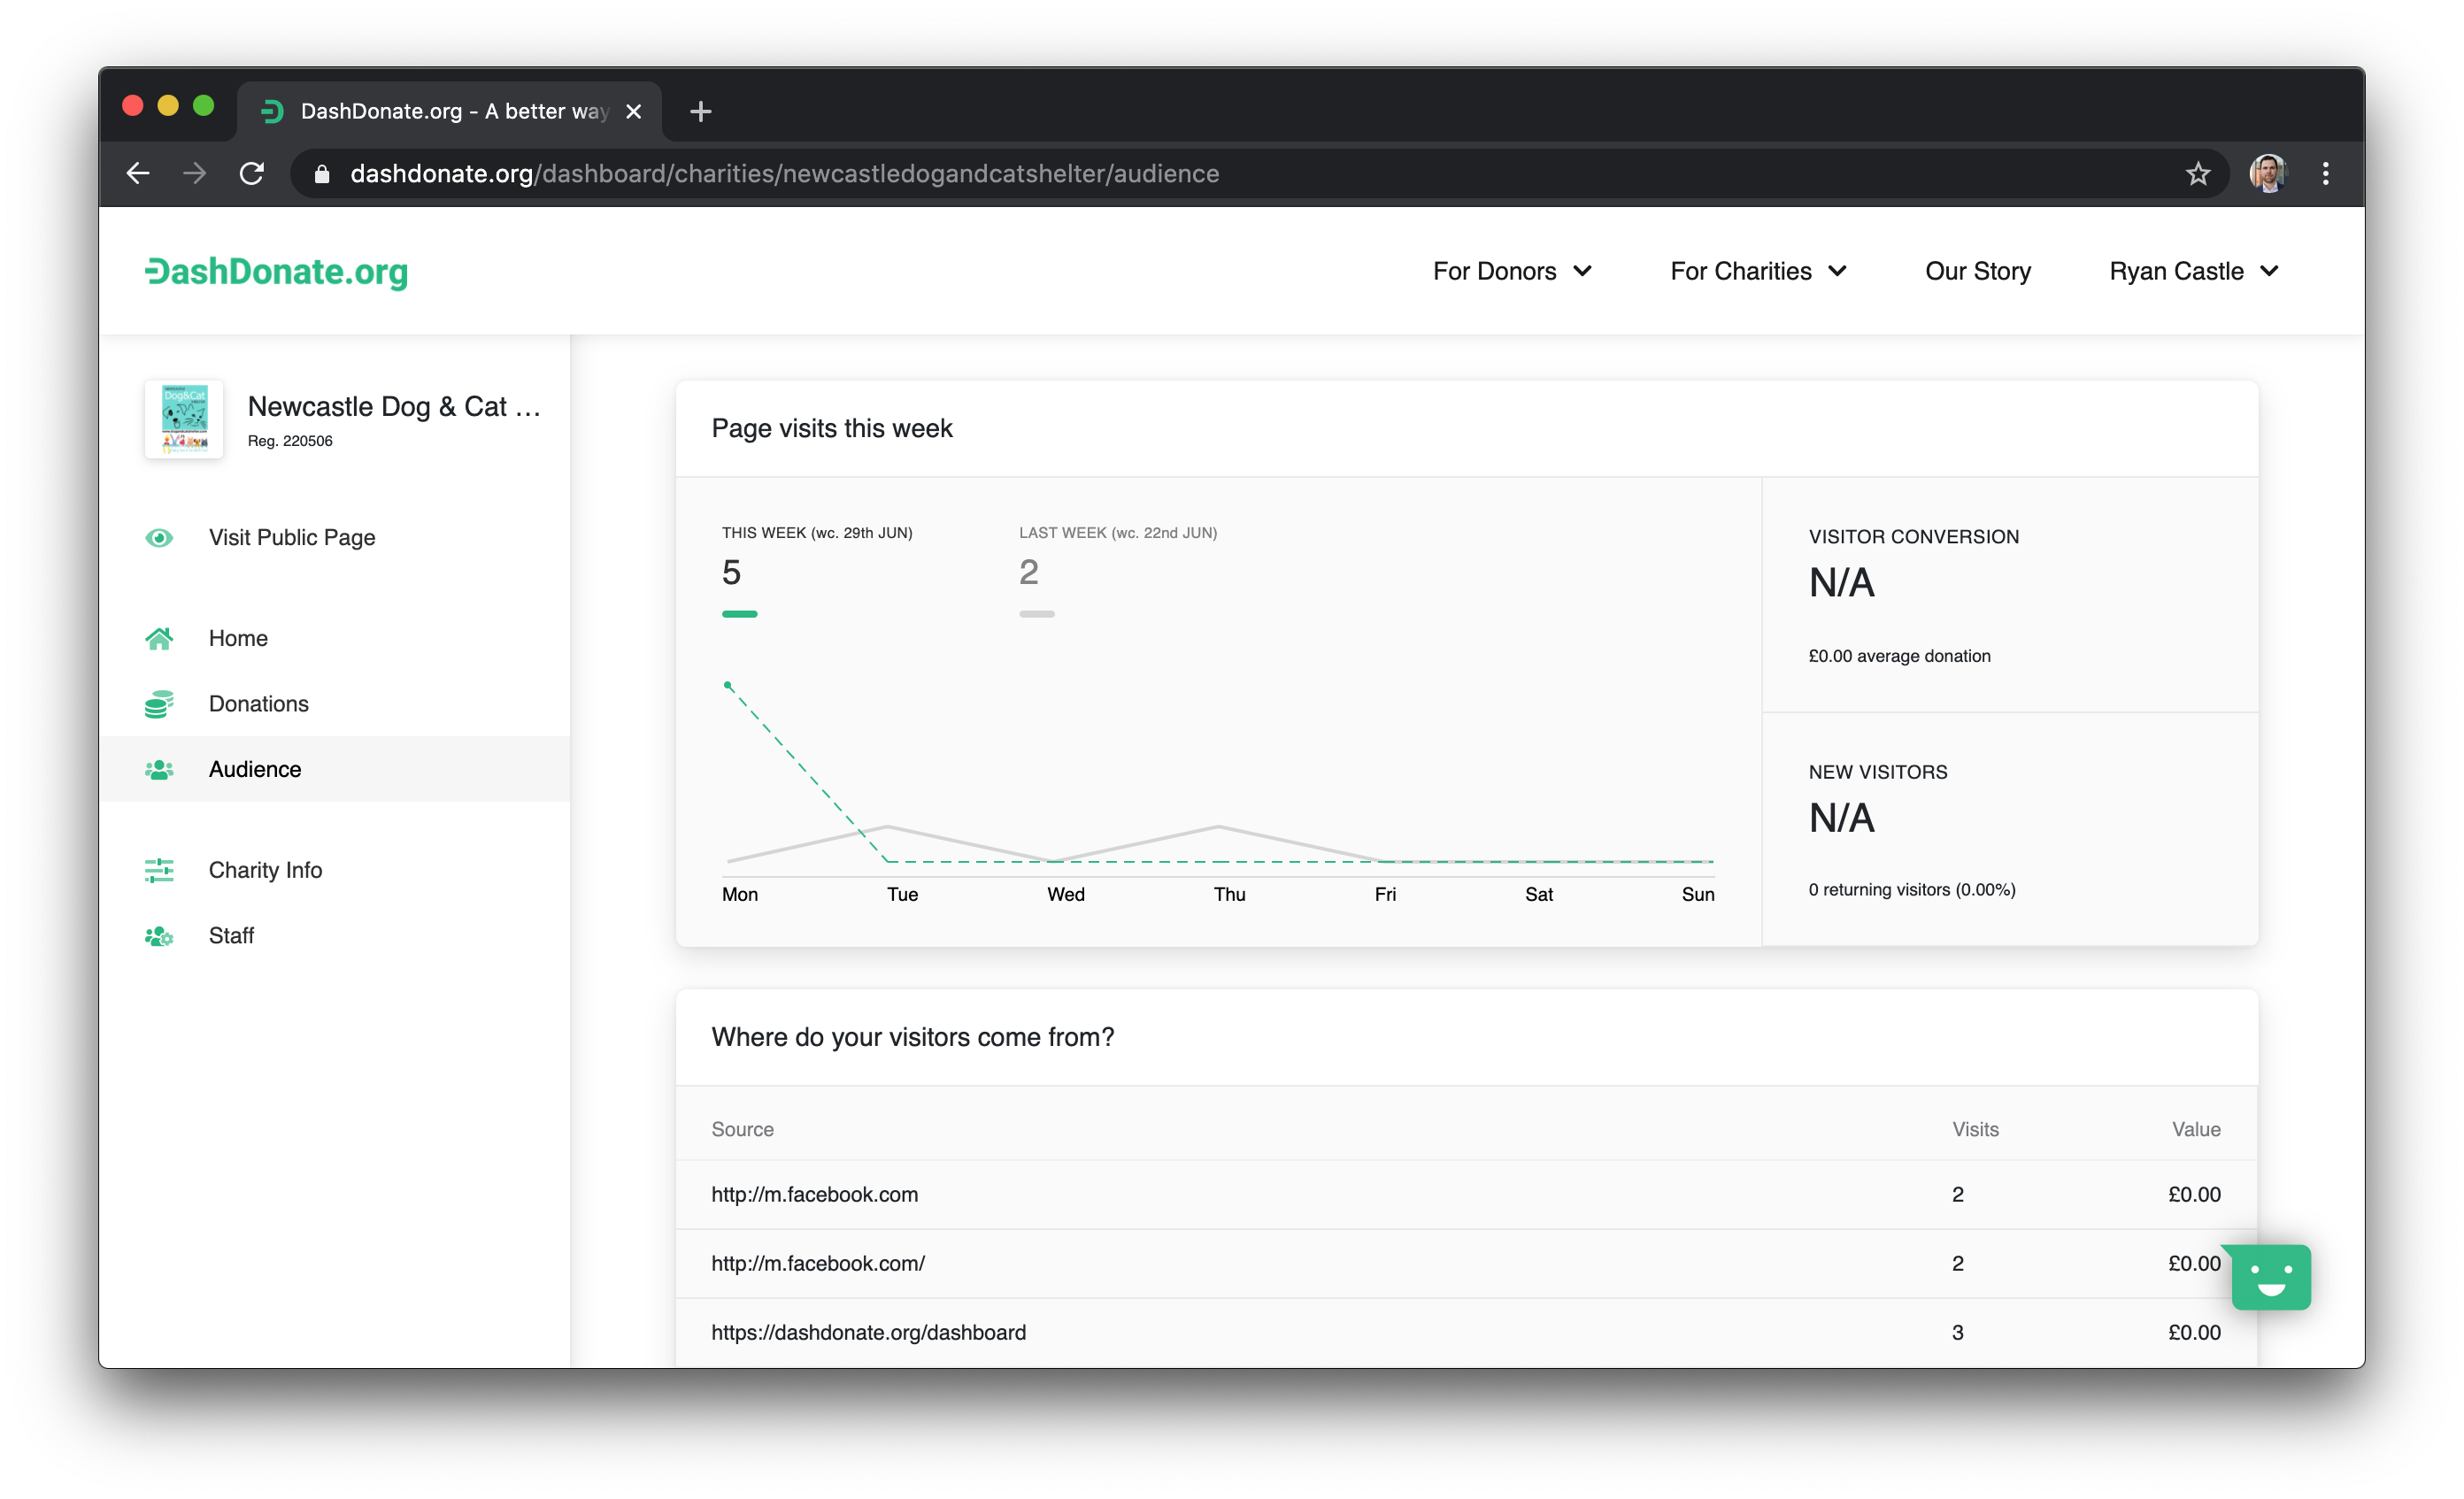 DashDonate.org - A better way
dashdonate.org/dashboard/charities/newcastledogandcatshelter/audience
DashDonate.org
For Donors
For Charities
Our Story
Ryan Castle
Dog&Cat
Newcastle Dog & Cat ...
Reg. 220506
Visit Public Page
Home
Donations
Audience
Charity Info
Staff
Page visits this week
THIS WEEK (wc. 29th JUN)
5
LAST WEEK (wc. 22nd JUN)
2
Mon Tue Wed Thu Fri Sat Sun
VISITOR CONVERSION
N/A
£0.00 average donation
NEW VISITORS
N/A
0 returning visitors (0.00%)
Where do your visitors come from?
Source Visits Value
http://m.facebook.com 2 £0.00
http://m.facebook.com/ 2 £0.00
https://dashdonate.org/dashboard 3 £0.00